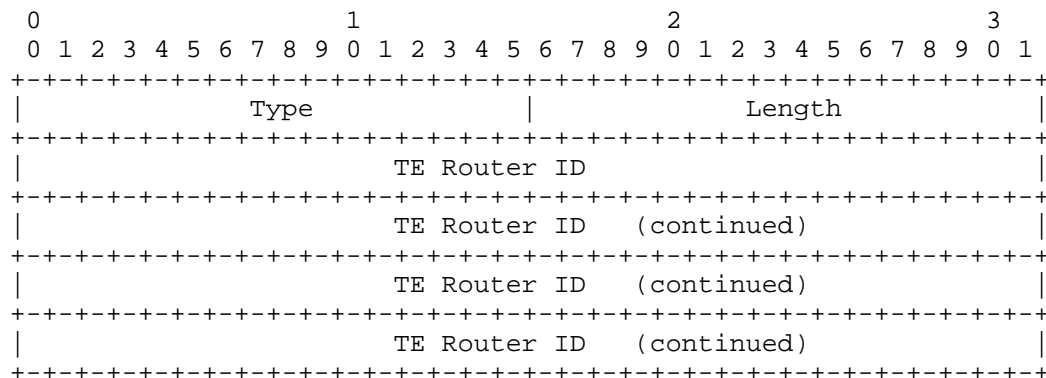 0                   1                   2                   3
 0 1 2 3 4 5 6 7 8 9 0 1 2 3 4 5 6 7 8 9 0 1 2 3 4 5 6 7 8 9 0 1
+-+-+-+-+-+-+-+-+-+-+-+-+-+-+-+-+-+-+-+-+-+-+-+-+-+-+-+-+-+-+-+-+
|              Type             |             Length            |
+-+-+-+-+-+-+-+-+-+-+-+-+-+-+-+-+-+-+-+-+-+-+-+-+-+-+-+-+-+-+-+-+
|                       TE Router ID                            |
+-+-+-+-+-+-+-+-+-+-+-+-+-+-+-+-+-+-+-+-+-+-+-+-+-+-+-+-+-+-+-+-+
|                       TE Router ID   (continued)              |
+-+-+-+-+-+-+-+-+-+-+-+-+-+-+-+-+-+-+-+-+-+-+-+-+-+-+-+-+-+-+-+-+
|                       TE Router ID   (continued)              |
+-+-+-+-+-+-+-+-+-+-+-+-+-+-+-+-+-+-+-+-+-+-+-+-+-+-+-+-+-+-+-+-+
|                       TE Router ID   (continued)              |
+-+-+-+-+-+-+-+-+-+-+-+-+-+-+-+-+-+-+-+-+-+-+-+-+-+-+-+-+-+-+-+-+